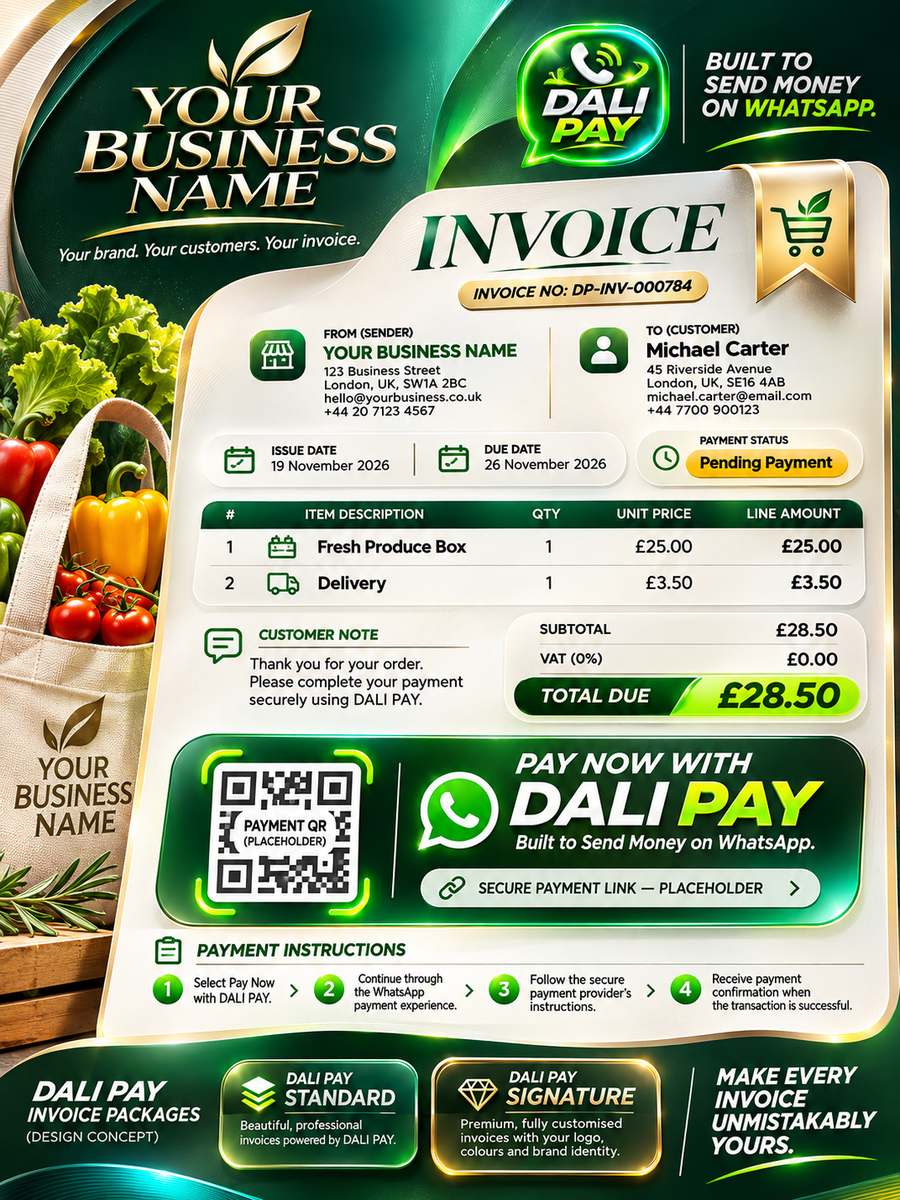 YOUR
BUSINESS
NAME
Your brand. Your customers. Your invoice.
DALI
PAY
BUILT TO
SEND MONEY
ON WHATSAPP.
INVOICE
INVOICE NO: DP-INV-000784
FROM (SENDER)
YOUR BUSINESS NAME
123 Business Street
London, UK, SW1A 2BC
hello@yourbusiness.co.uk
+44 20 7123 4567
TO (CUSTOMER)
Michael Carter
45 Riverside Avenue
London, UK, SE16 4AB
michael.carter@email.com
+44 7700 900123
ISSUE DATE
19 November 2026
DUE DATE
26 November 2026
PAYMENT STATUS
Pending Payment
# ITEM DESCRIPTION QTY UNIT PRICE LINE AMOUNT
1 Fresh Produce Box 1 £25.00 £25.00
2 Delivery 1 £3.50 £3.50
CUSTOMER NOTE
Thank you for your order.
Please complete your payment
securely using DALI PAY.
SUBTOTAL £28.50
VAT (0%) £0.00
TOTAL DUE £28.50
YOUR
BUSINESS
NAME
PAYMENT QR
(PLACEHOLDER)
PAY NOW WITH
DALI PAY
Built to Send Money on WhatsApp.
SECURE PAYMENT LINK — PLACEHOLDER
PAYMENT INSTRUCTIONS
1 Select Pay Now
with DALI PAY.
2 Continue through
the WhatsApp
payment experience.
3 Follow the secure
payment provider's
instructions.
4 Receive payment
confirmation when
the transaction is successful.
DALI PAY
INVOICE PACKAGES
(DESIGN CONCEPT)
DALI PAY
STANDARD
Beautiful, professional
invoices powered by DALI PAY.
DALI PAY
SIGNATURE
Premium, fully customised
invoices with your logo,
colours and brand identity.
MAKE EVERY
INVOICE
UNMISTAKABLY
YOURS.